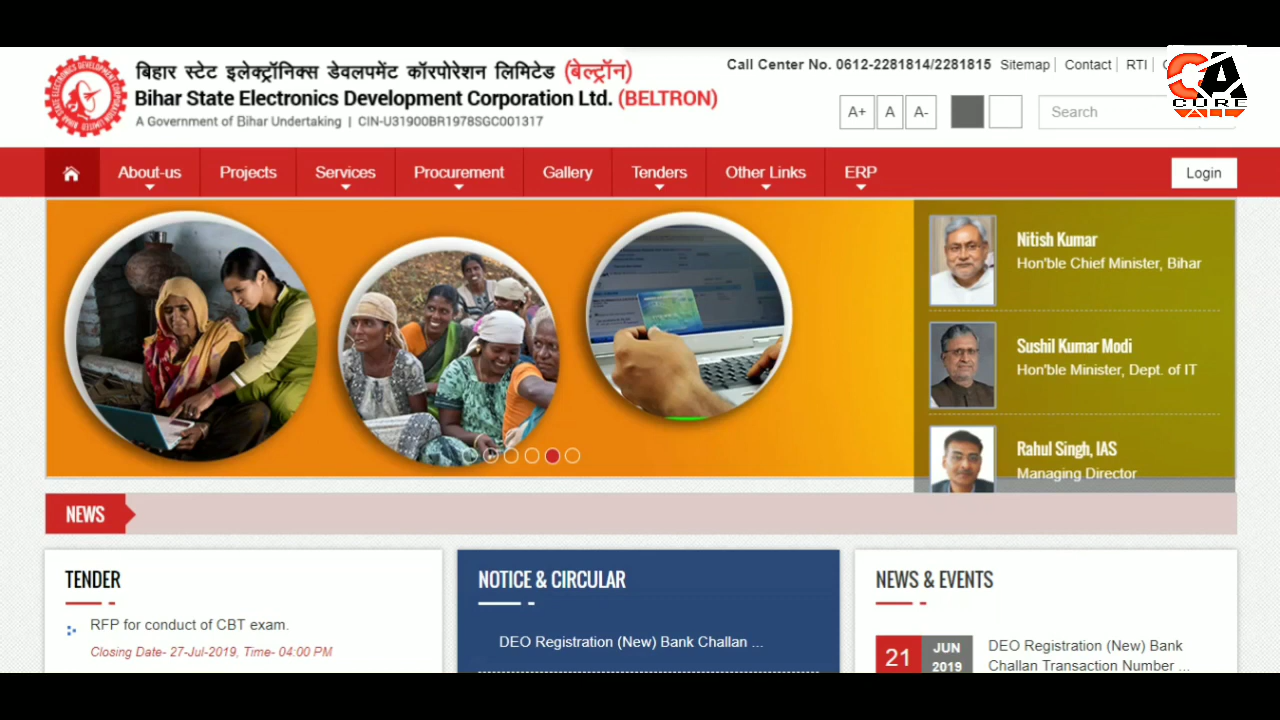 बिहार स्टेट इलेक्ट्रॉनिक्स डेवलपमेंट कॉरपोरेशन लिमिटेड (बेल्ट्रॉन)
Bihar State Electronics Development Corporation Ltd. (BELTRON)
A Government of Bihar Undertaking | CIN-U31900BR1978SGC001317
Call Center No. 0612-2281814/2281815 Sitemap | Contact | RTI |
CA
CURE
A+ A A- Search
About-us Projects Services Procurement Gallery Tenders Other Links ERP Login
Nitish Kumar
Hon'ble Chief Minister, Bihar
Sushil Kumar Modi
Hon'ble Minister, Dept. of IT
Rahul Singh, IAS
Managing Director
NEWS
TENDER
RFP for conduct of CBT exam.
Closing Date- 27-Jul-2019, Time- 04:00 PM
NOTICE & CIRCULAR
DEO Registration (New) Bank Challan ...
NEWS & EVENTS
21 JUN 2019
DEO Registration (New) Bank
Challan Transaction Number ...